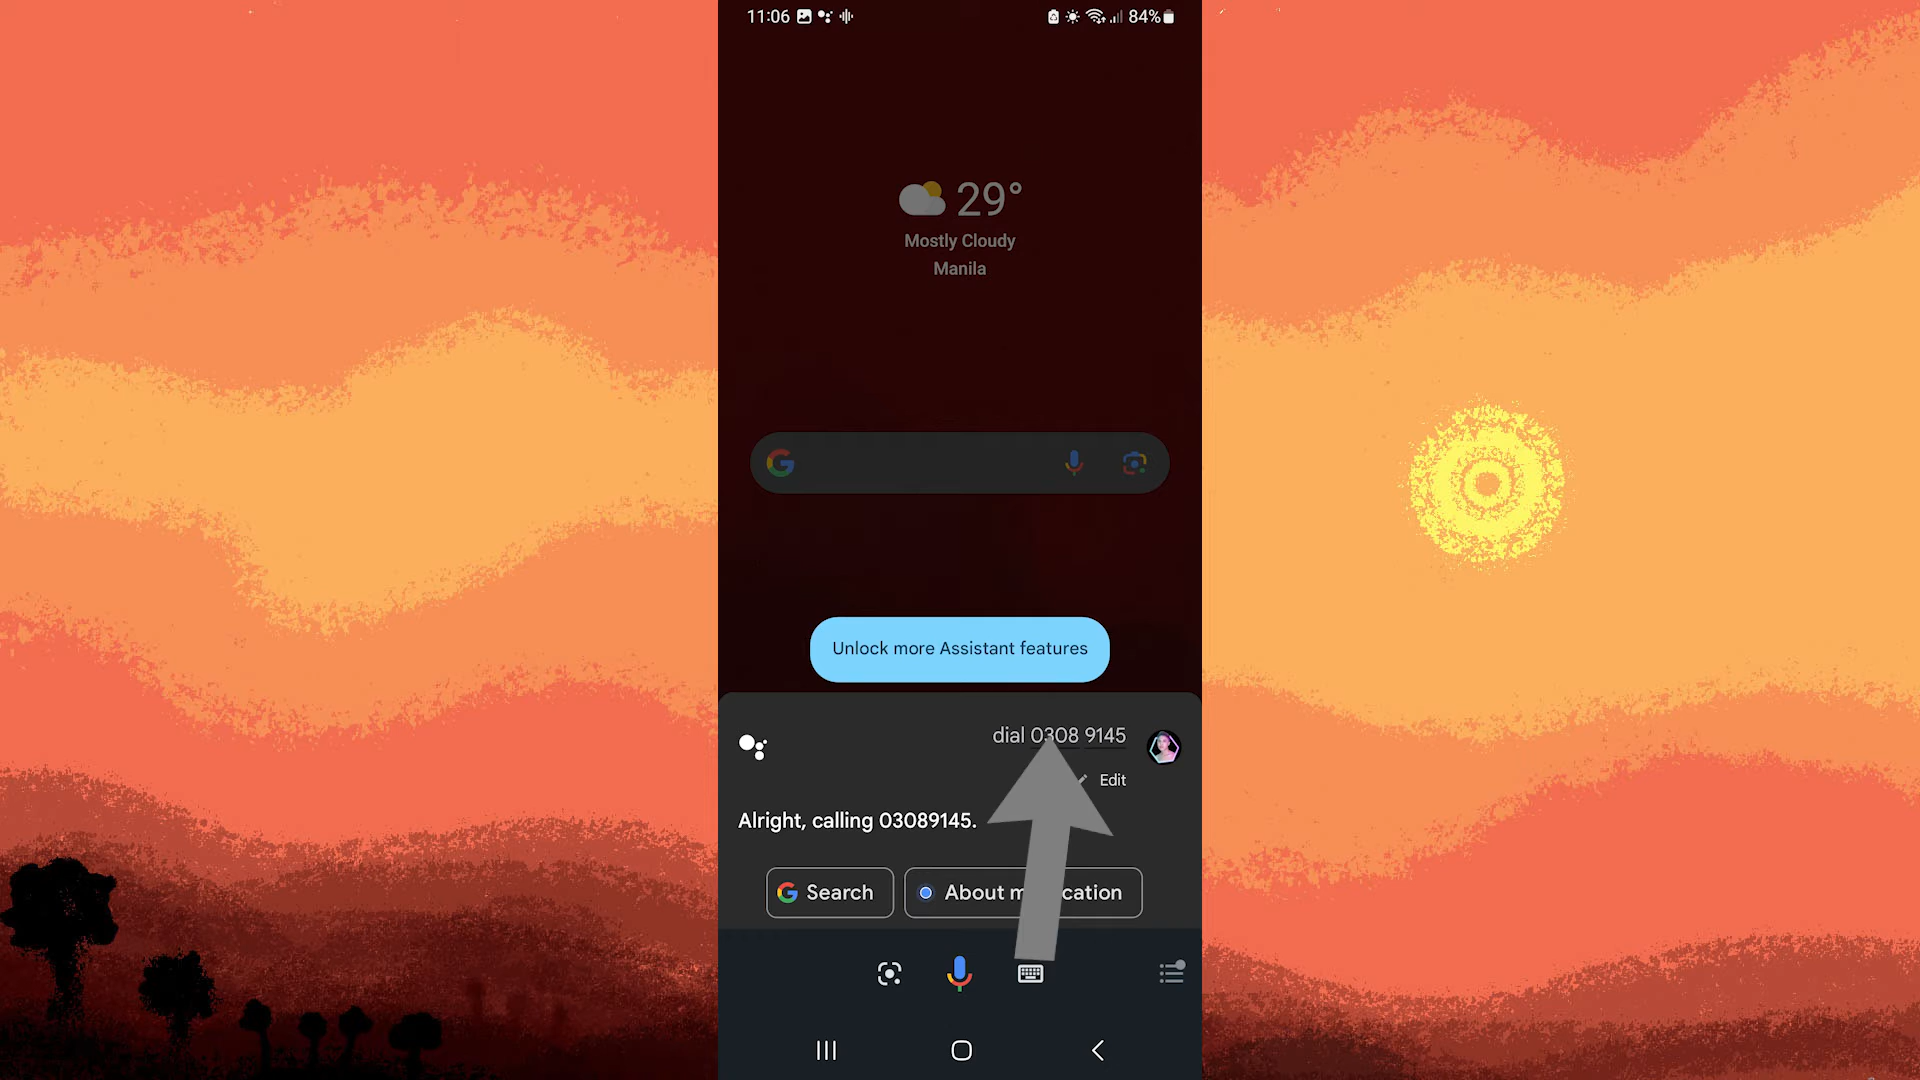 11:06
84%
29°
Mostly Cloudy
Manila
Unlock more Assistant features
dial 0308 9145
Edit
Alright, calling 03089145.
Search
About m cation